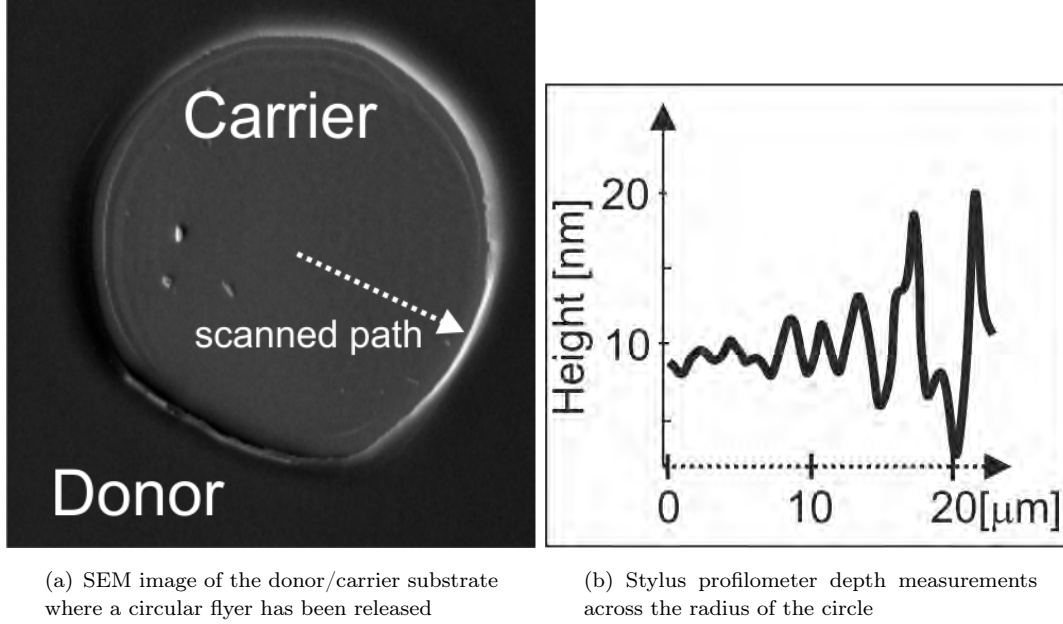 Carrier
scanned path
Donor
Height [nm]
20
10
0 10 20[μm]
(a) SEM image of the donor/carrier substrate
where a circular flyer has been released
(b) Stylus profilometer depth measurements
across the radius of the circle